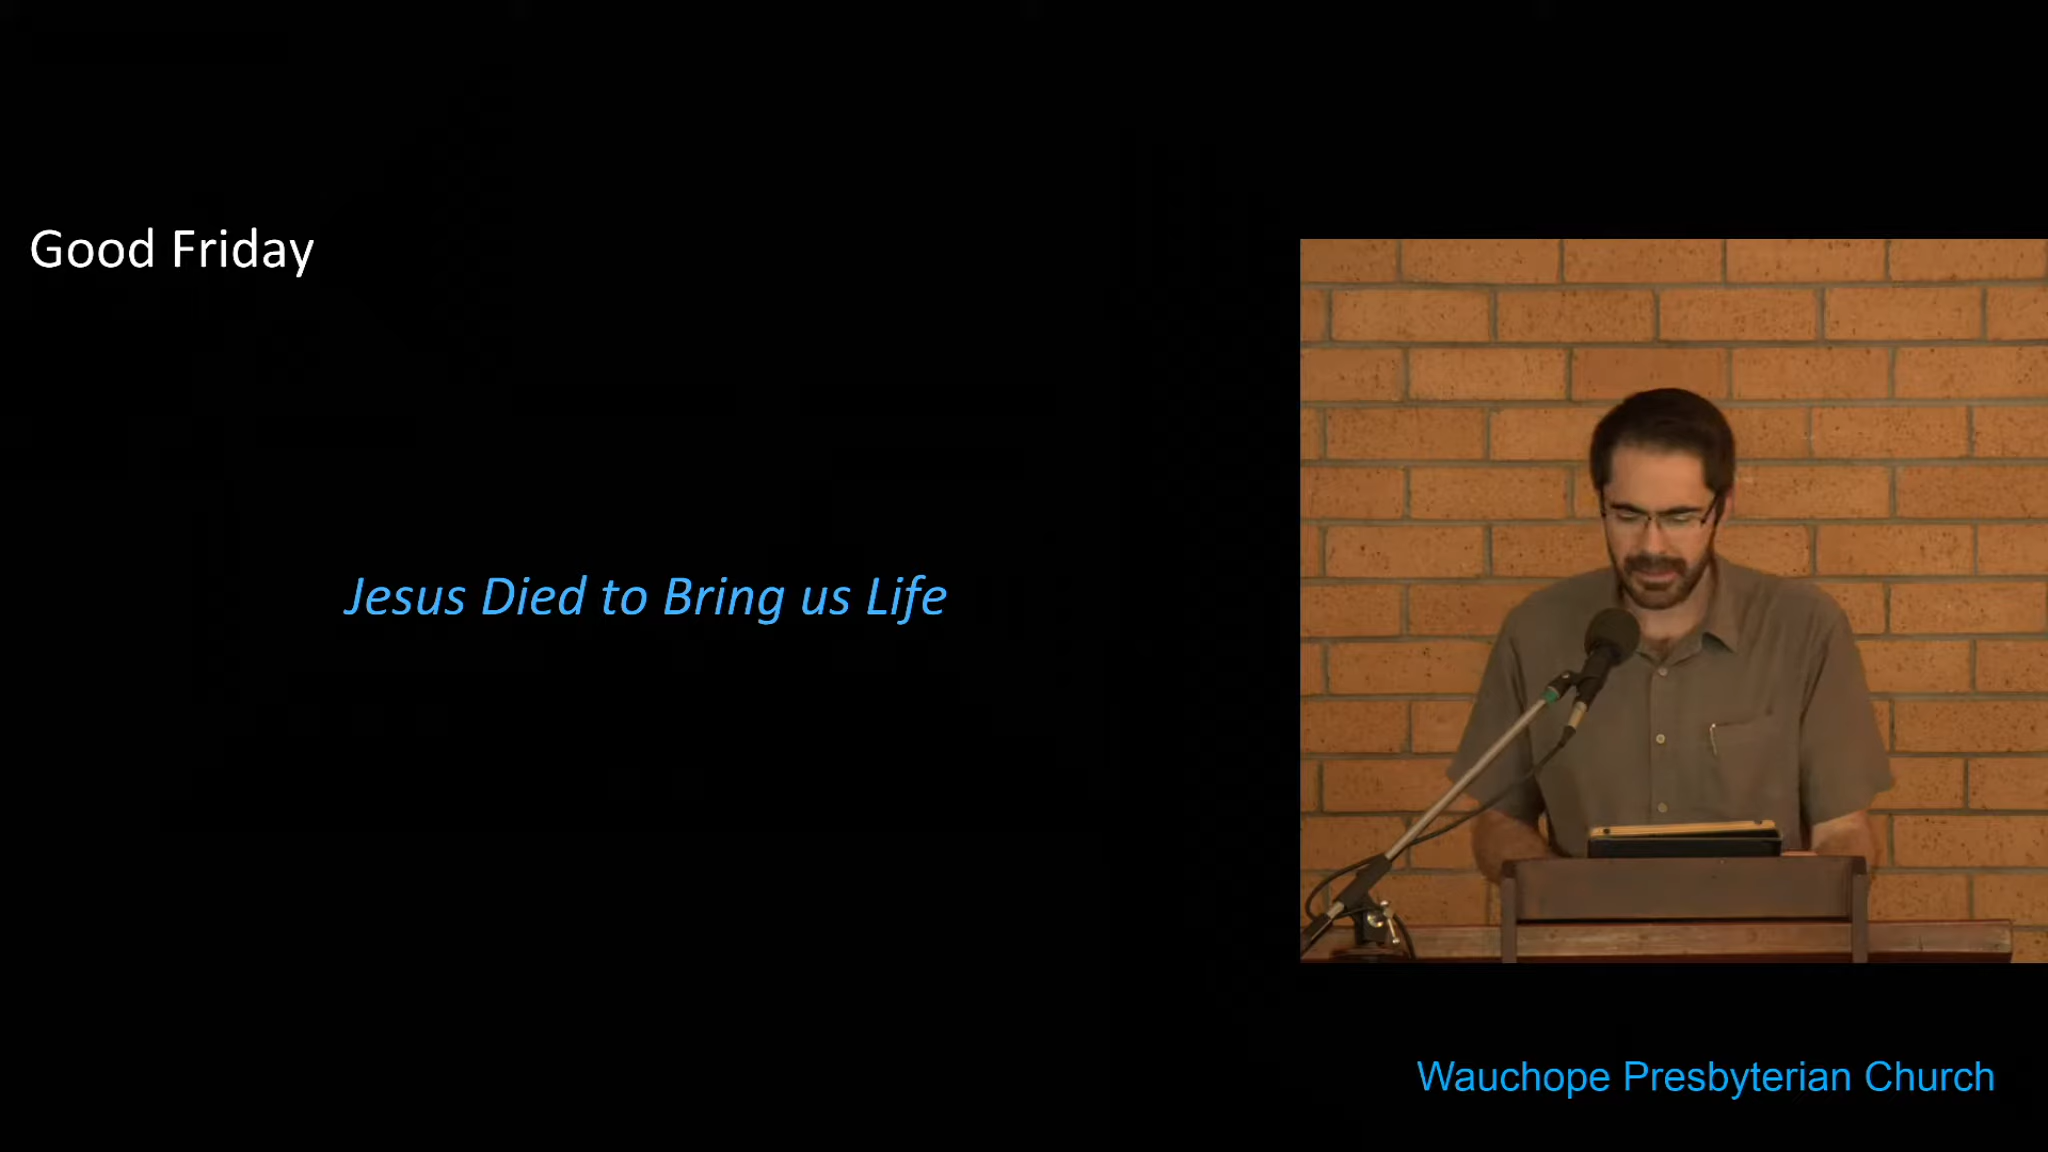 Good Friday
Jesus Died to Bring us Life
Wauchope Presbyterian Church